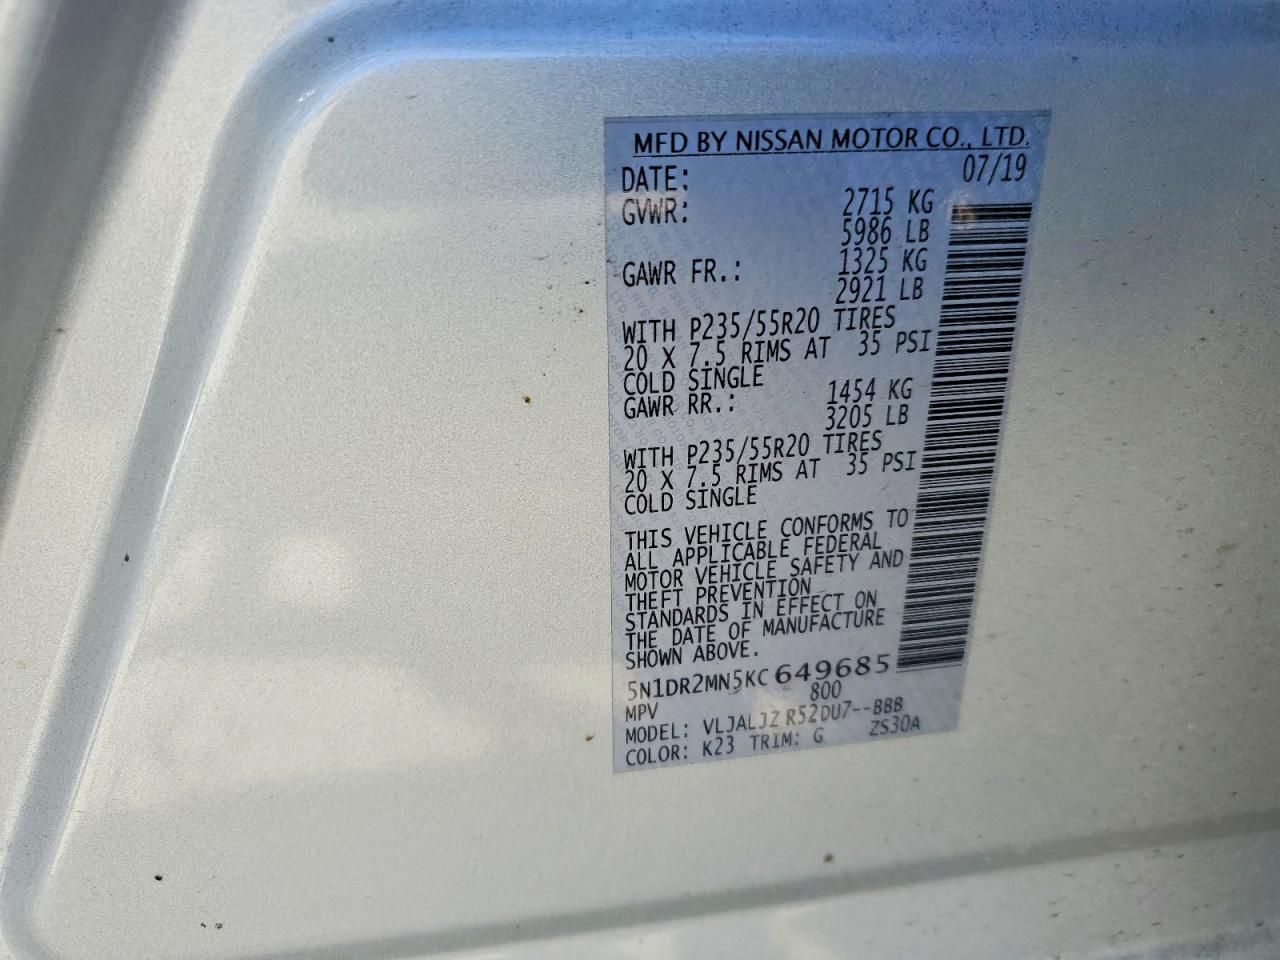 MFD BY NISSAN MOTOR CO., LTD.
DATE: 07/19
GVWR: 2715 KG
5986 LB
GAWR FR.: 1325 KG
2921 LB
WITH P235/55R20 TIRES
20 X 7.5 RIMS AT 35 PSI
COLD SINGLE
GAWR RR.: 1454 KG
3205 LB
WITH P235/55R20 TIRES
20 X 7.5 RIMS AT 35 PSI
COLD SINGLE
THIS VEHICLE CONFORMS TO
ALL APPLICABLE FEDERAL
MOTOR VEHICLE SAFETY AND
THEFT PREVENTION
STANDARDS IN EFFECT ON
THE DATE OF MANUFACTURE
SHOWN ABOVE.
5N1DR2MN5KC649685
MPV 800
MODEL: VLJALJZ R52DU7--BBB
COLOR: K23 TRIM: G ZS30A